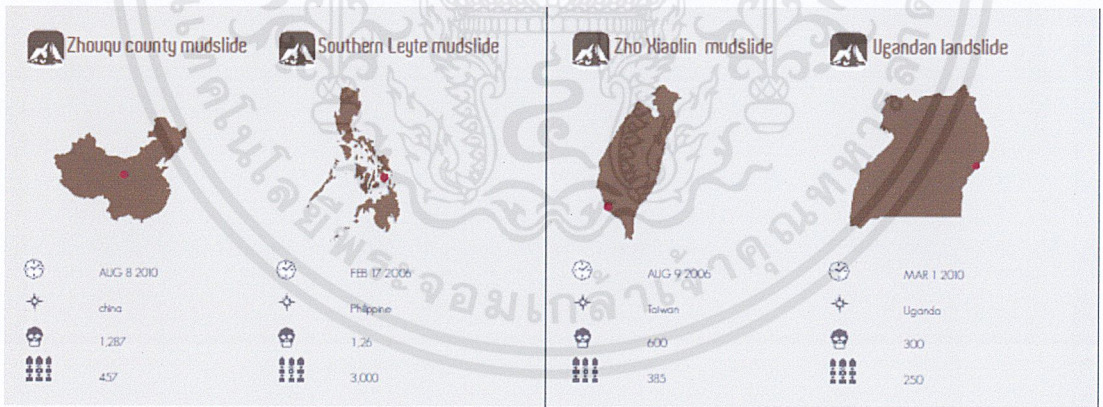 Zhouqu county mudslide
AUG 8 2010
china
1,287
457
Southern Leyte mudslide
FEB 17 2006
Philippine
1,26
3,000
Zho Xiaolin mudslide
AUG 9 2006
Taiwan
600
385
Ugandan landslide
MAR 1 2010
Uganda
300
250